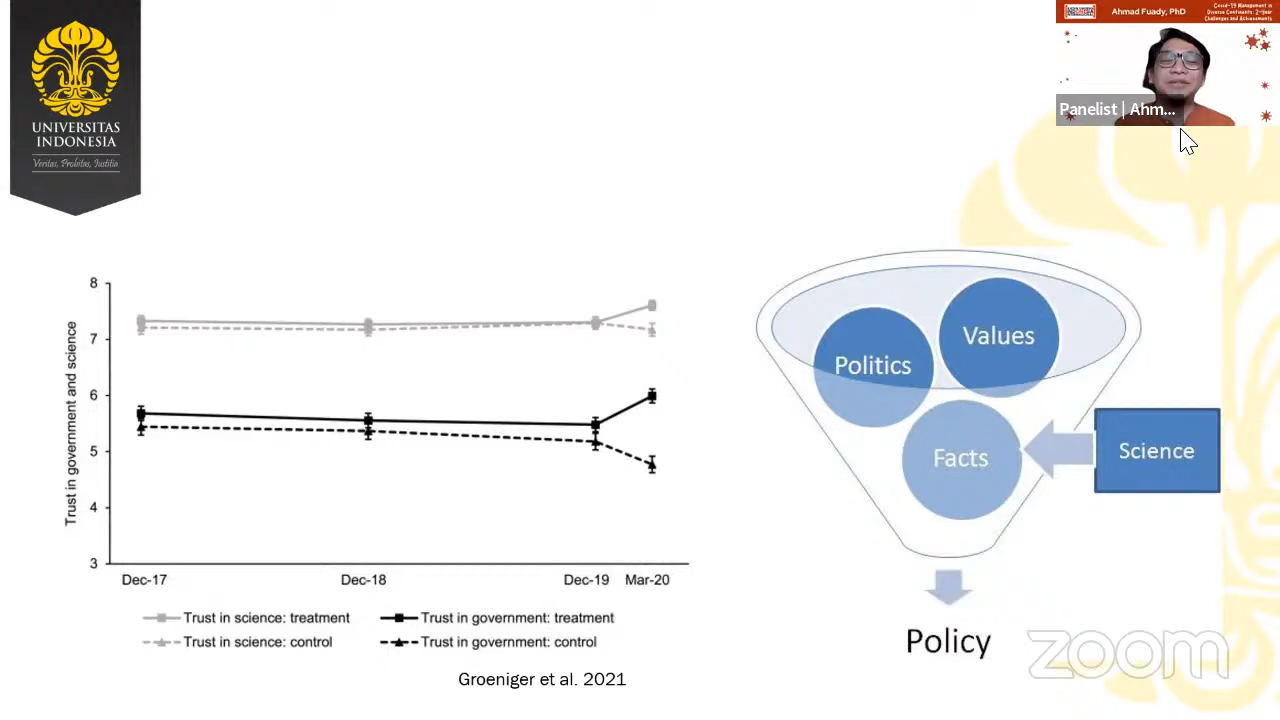 UNIVERSITAS
INDONESIA
Veritas, Probitas, Iustitia
Ahmad Fuady, PhD
Covid-19 Management in
Diverse Continents: 2-Year
Challenges and Achievements
Panelist | Ahm...
Trust in government and science
8
7
6
5
4
3
Dec-17
Dec-18
Dec-19
Mar-20
Trust in science: treatment
Trust in government: treatment
Trust in science: control
Trust in government: control
Groeniger et al. 2021
Politics
Values
Facts
Science
Policy
zoom